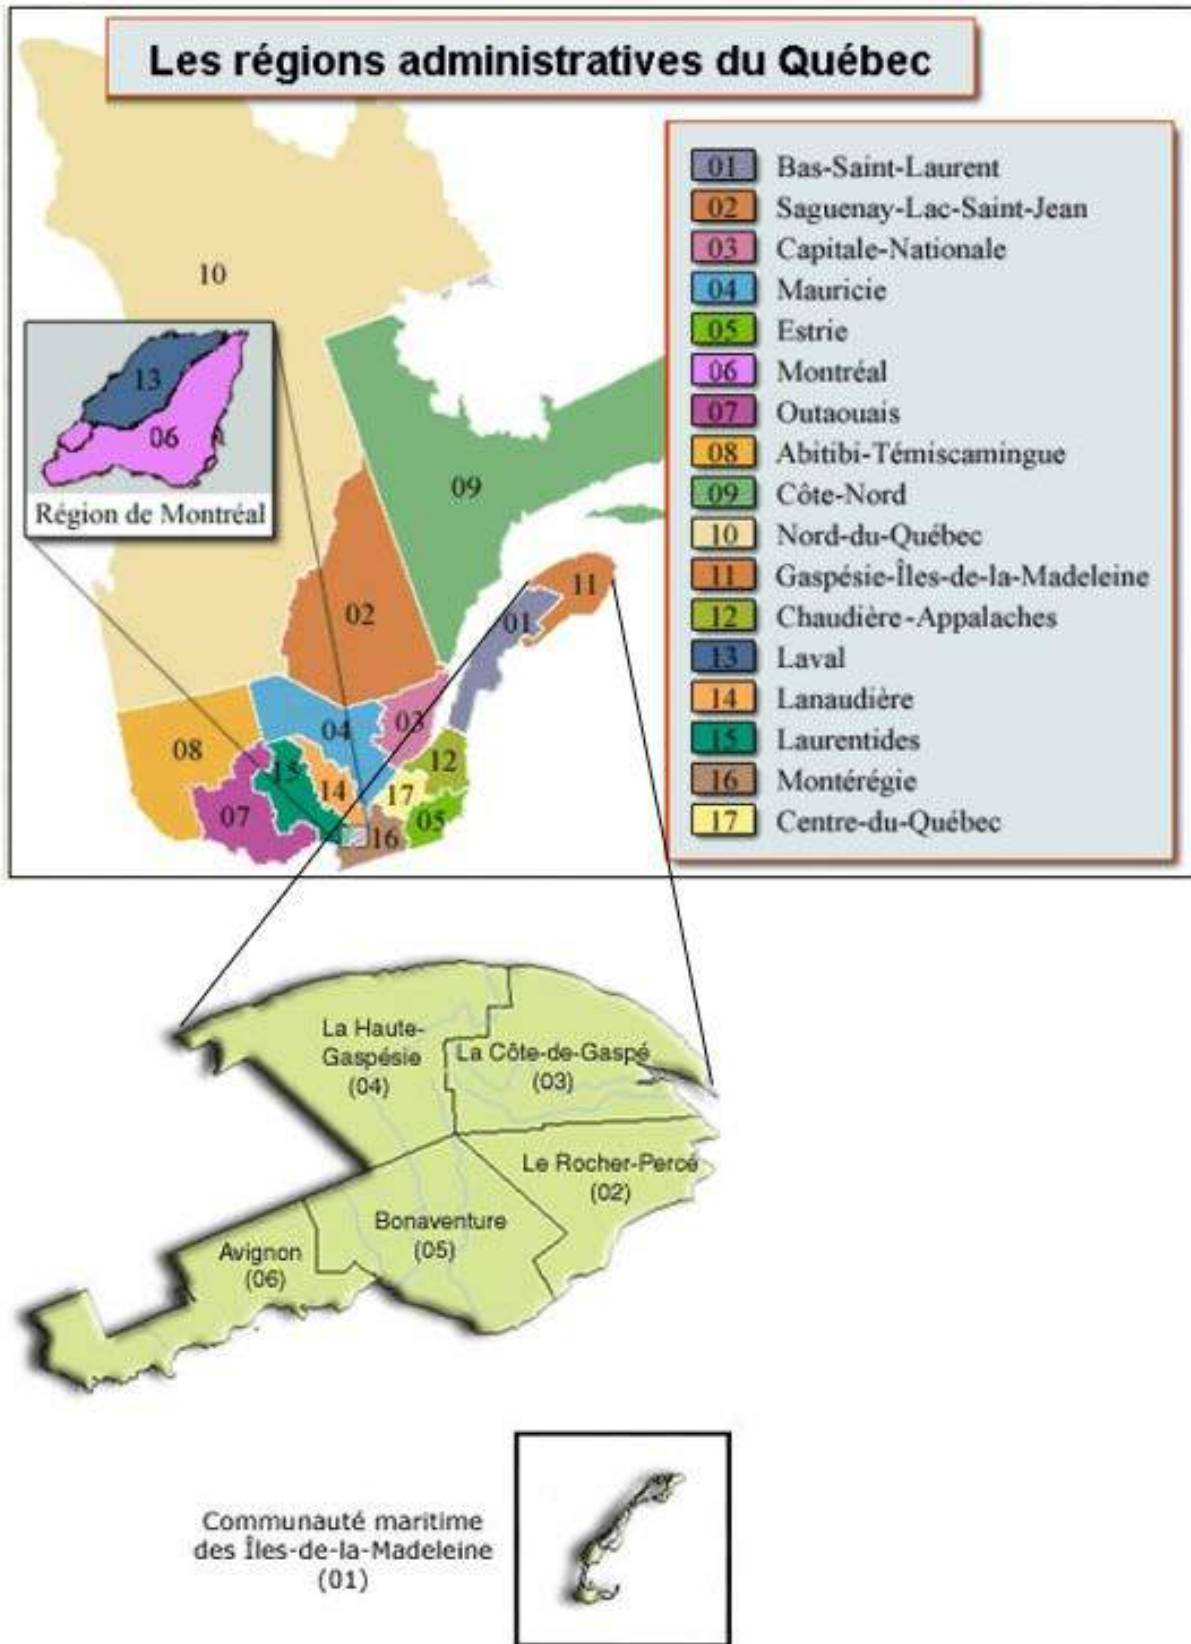 Les régions administratives du Québec
01 Bas-Saint-Laurent
02 Saguenay-Lac-Saint-Jean
03 Capitale-Nationale
04 Mauricie
05 Estrie
06 Montréal
07 Outaouais
08 Abitibi-Témiscamingue
09 Côte-Nord
10 Nord-du-Québec
11 Gaspésie-Îles-de-la-Madeleine
12 Chaudière-Appalaches
13 Laval
14 Lanaudière
15 Laurentides
16 Montérégie
17 Centre-du-Québec
10
13
06
Région de Montréal
09
02
11
01
03
04
08
12
15
14
17
07
05
16
La Haute-
Gaspésie
(04)
La Côte-de-Gaspé
(03)
Le Rocher-Percé
(02)
Bonaventure
(05)
Avignon
(06)
Communauté maritime
des Îles-de-la-Madeleine
(01)